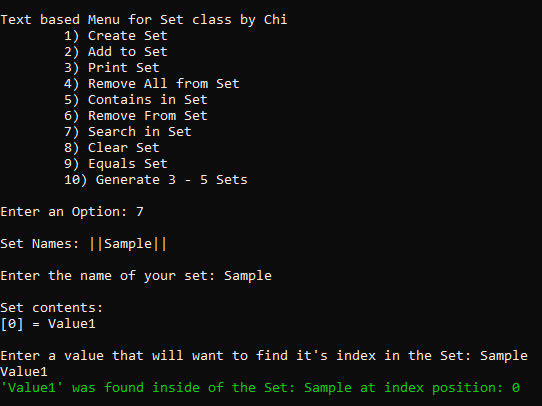 Text based Menu for Set class by Chi
1) Create Set
2) Add to Set
3) Print Set
4) Remove All from Set
5) Contains in Set
6) Remove From Set
7) Search in Set
8) Clear Set
9) Equals Set
10) Generate 3 - 5 Sets
Enter an Option: 7
Set Names: ||Sample||
Enter the name of your set: Sample
Set contents:
[0] = Value1
Enter a value that will want to find it's index in the Set: Sample
Value1
'Value1' was found inside of the Set: Sample at index position: 0